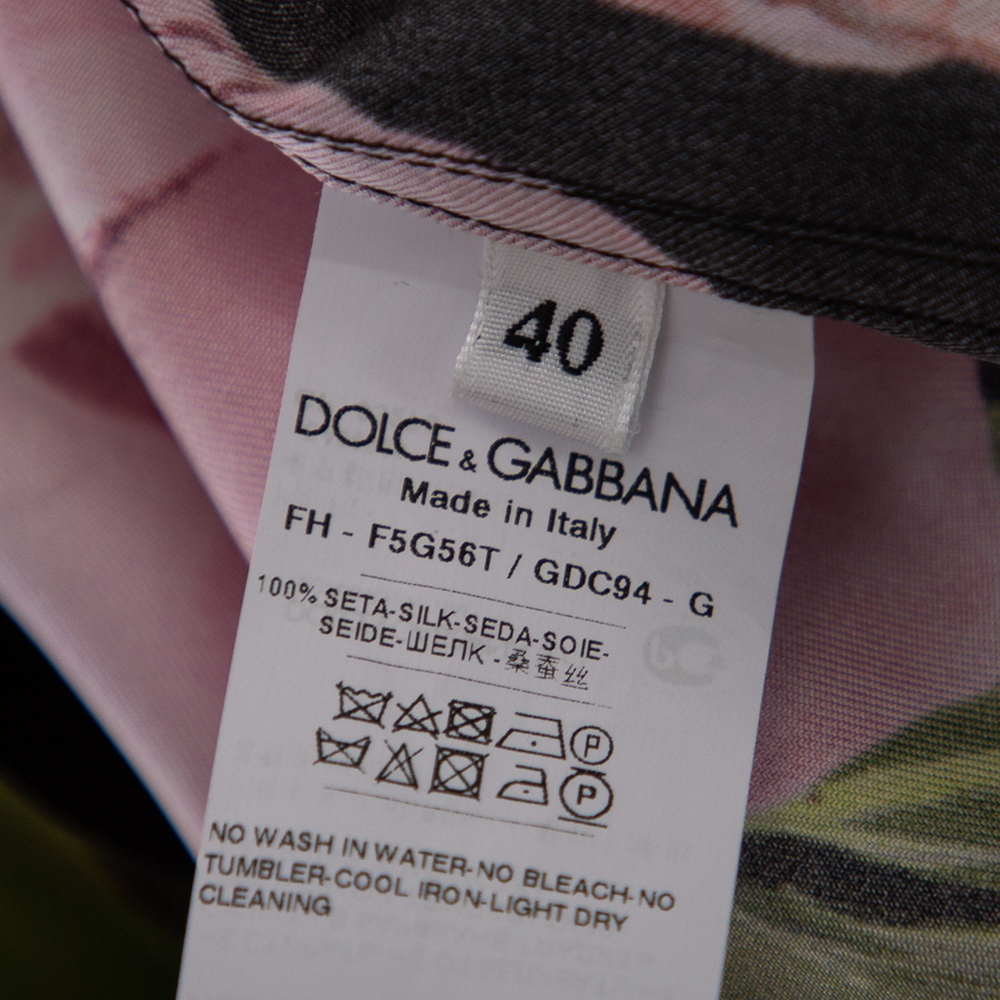 40
DOLCE & GABBANA
Made in Italy
FH - F5G56T / GDC94 - G
100% SETA-SILK-SEDA-SOIE-
SEIDE-ШЕЛК - 桑蚕丝
P
P
NO WASH IN WATER-NO BLEACH-NO
TUMBLER-COOL IRON-LIGHT DRY
CLEANING